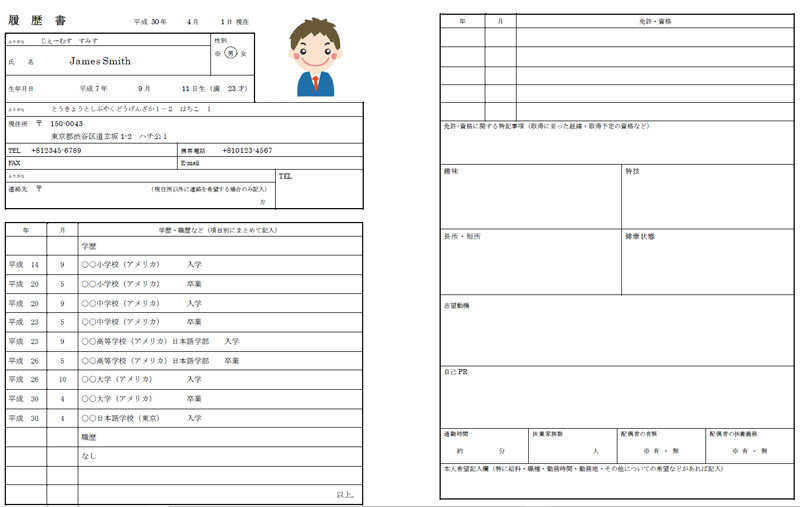 履 歴 書
平成 30 年 4 月 1 日 現在
ふりがな じぇーむす すみす
性別
※ 男 女
氏 名 James Smith
生年月日 平成 7 年 9 月 11 日生（満 23 才）
ふりがな とうきょうとしぶやくどうげんざか１－２ はちこ 1
現住所 〒 150-0043
東京都渋谷区道玄坂 1-2 ハチ公 1
TEL +812345-6789
携帯電話 +810123-4567
FAX
E-mail
ふりがな
TEL
連絡先 〒 （現住所以外に連絡を希望する場合のみ記入）
方
年 月 学歴・職歴など（項目別にまとめて記入）
学歴
平成 14 9 〇〇小学校（アメリカ） 入学
平成 20 5 〇〇小学校（アメリカ） 卒業
平成 20 9 〇〇中学校（アメリカ） 入学
平成 23 5 〇〇中学校（アメリカ） 卒業
平成 23 9 〇〇高等学校（アメリカ）日本語学部 入学
平成 26 5 〇〇高等学校（アメリカ）日本語学部 卒業
平成 26 10 〇〇大学（アメリカ） 入学
平成 30 4 〇〇大学（アメリカ） 卒業
平成 30 4 〇〇日本語学校（東京） 入学
職歴
なし
以上。
年 月 免許・資格
免許・資格に関する特記事項（取得に至った経緯・取得予定の資格など）
趣味
特技
長所・短所
健康状態
志望動機
自己 PR
通勤時間
約 分
扶養家族数
人
配偶者の有無
※ 有 ・ 無
配偶者の扶養義務
※ 有 ・ 無
本人希望記入欄（特に給料・職種・勤務時間・勤務地・その他についての希望などがあれば記入）